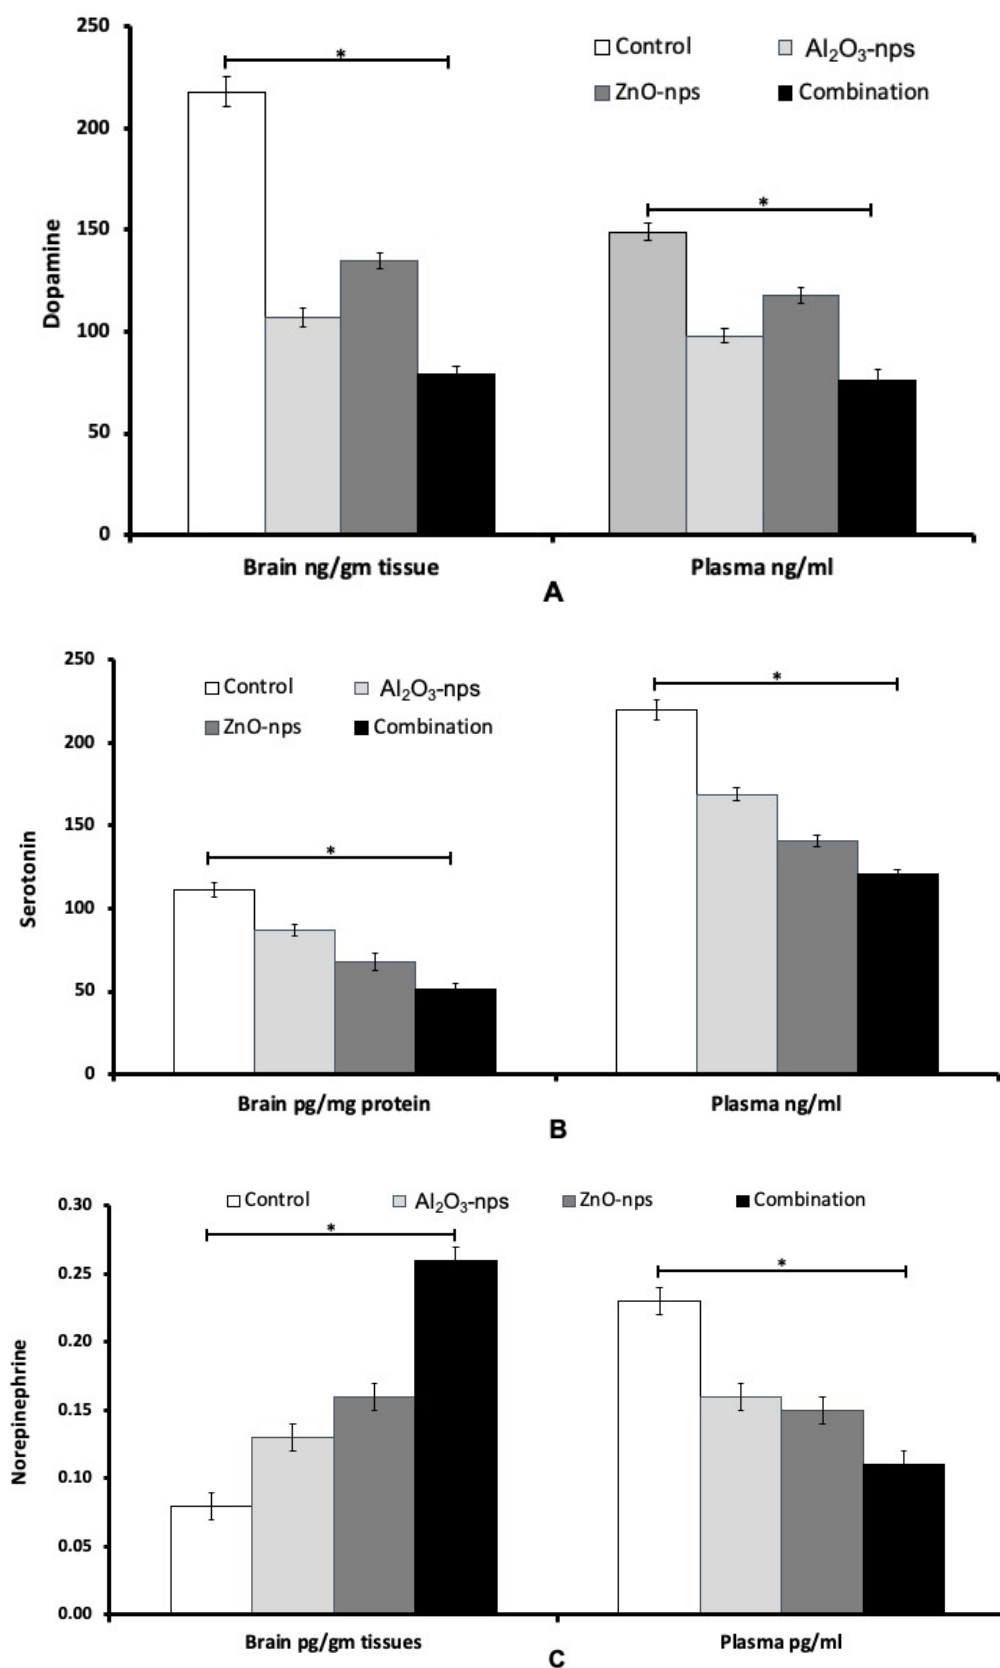 250
200
150
100
50
0
Dopamine
*
*
Control
Al₂O₃-nps
ZnO-nps
Combination
Brain ng/gm tissue
Plasma ng/ml
A
250
200
150
100
50
0
Serotonin
Control
Al₂O₃-nps
ZnO-nps
Combination
*
*
Brain pg/mg protein
Plasma ng/ml
B
0.30
0.25
0.20
0.15
0.10
0.05
0.00
Norepinephrine
Control
Al₂O₃-nps
ZnO-nps
Combination
*
*
Brain pg/gm tissues
Plasma pg/ml
C